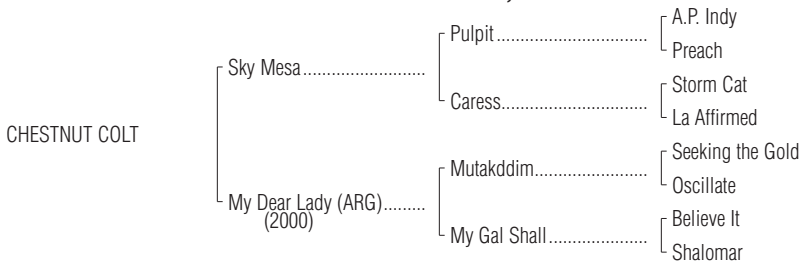 A.P. Indy
Pulpit................................
Preach
Sky Mesa..........................
Storm Cat
Caress...............................
La Affirmed
CHESTNUT COLT
Seeking the Gold
Mutakddim........................
Oscillate
My Dear Lady (ARG).........
(2000)
Believe It
My Gal Shall.....................
Shalomar